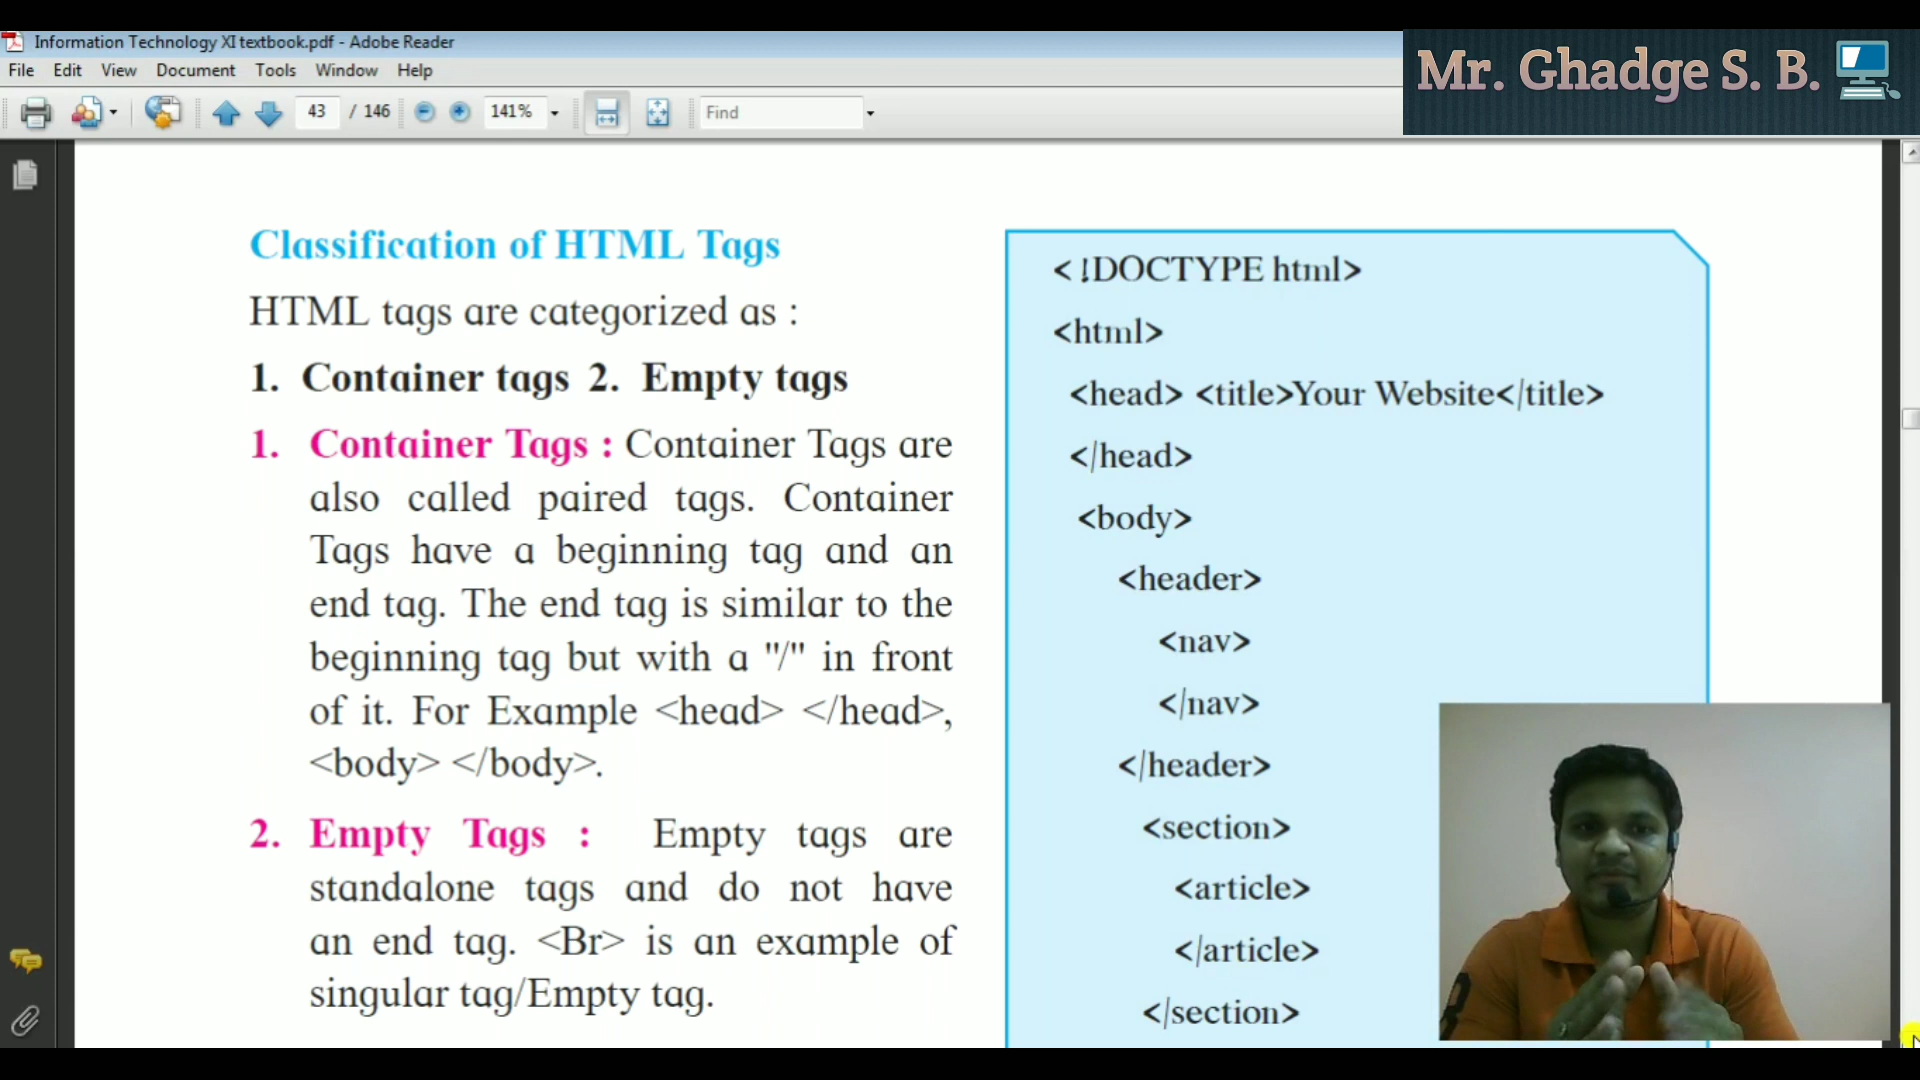 Information Technology XI textbook.pdf - Adobe Reader
File Edit View Document Tools Window Help
Mr. Ghadge S. B.
43 / 146 141% Find
Classification of HTML Tags
HTML tags are categorized as :
1. Container tags 2. Empty tags
1. Container Tags : Container Tags are
also called paired tags. Container
Tags have a beginning tag and an
end tag. The end tag is similar to the
beginning tag but with a "/" in front
of it. For Example <head> </head>,
<body> </body>.
2. Empty Tags : Empty tags are
standalone tags and do not have
an end tag. <Br> is an example of
singular tag/Empty tag.
< !DOCTYPE html>
<html>
<head> <title>Your Website</title>
</head>
<body>
<header>
<nav>
</nav>
</header>
<section>
<article>
</article>
</section>